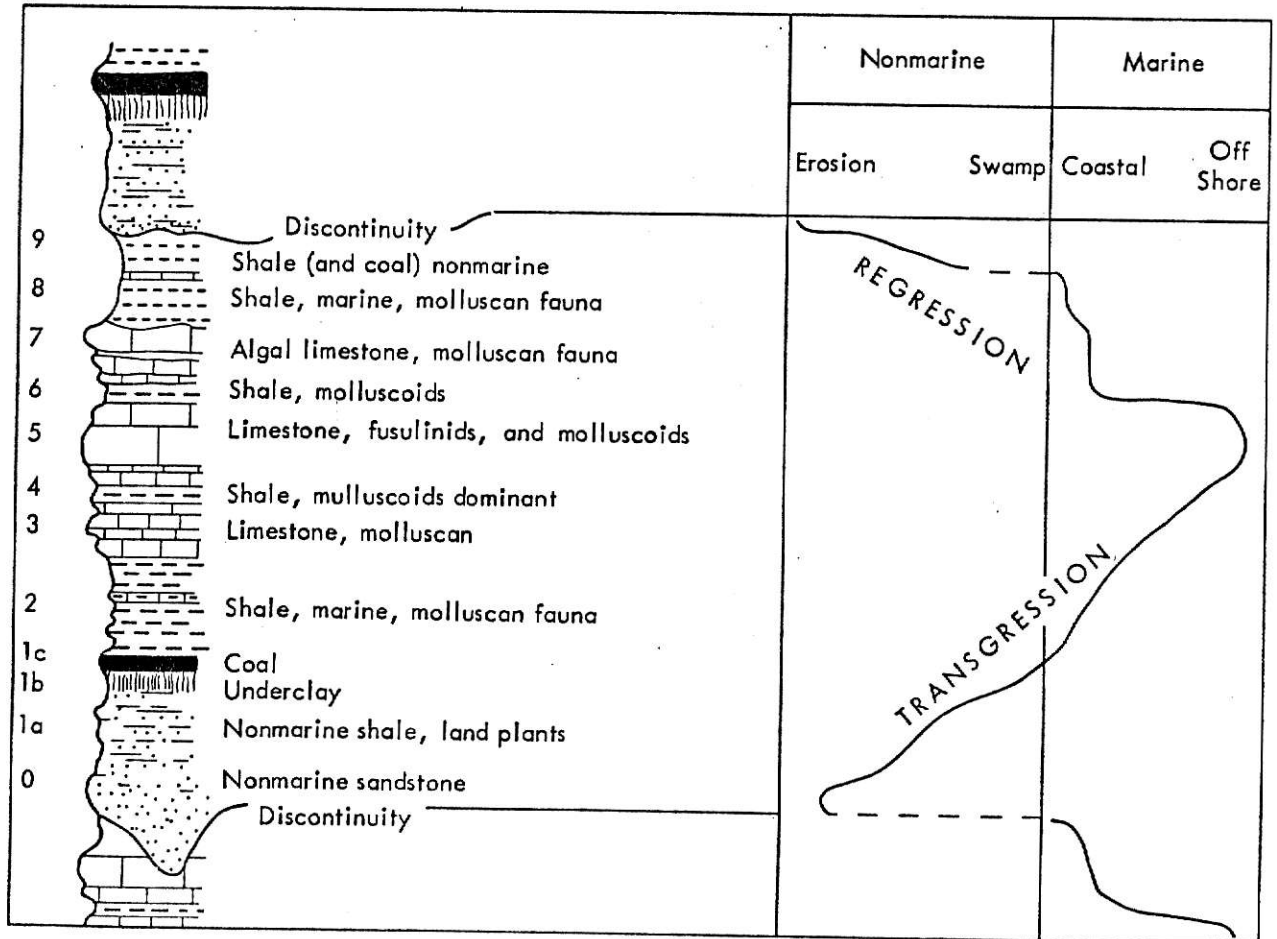 Nonmarine
Marine
Erosion
Swamp
Coastal
Off
Shore
9
Discontinuity
Shale (and coal) nonmarine
8
Shale, marine, molluscan fauna
7
Algal limestone, molluscan fauna
6
Shale, molluscoids
5
Limestone, fusulinids, and molluscoids
4
Shale, mulluscoids dominant
3
Limestone, molluscan
2
Shale, marine, molluscan fauna
1c
Coal
1b
Underclay
1a
Nonmarine shale, land plants
0
Nonmarine sandstone
Discontinuity
REGRESSION
TRANSGRESSION